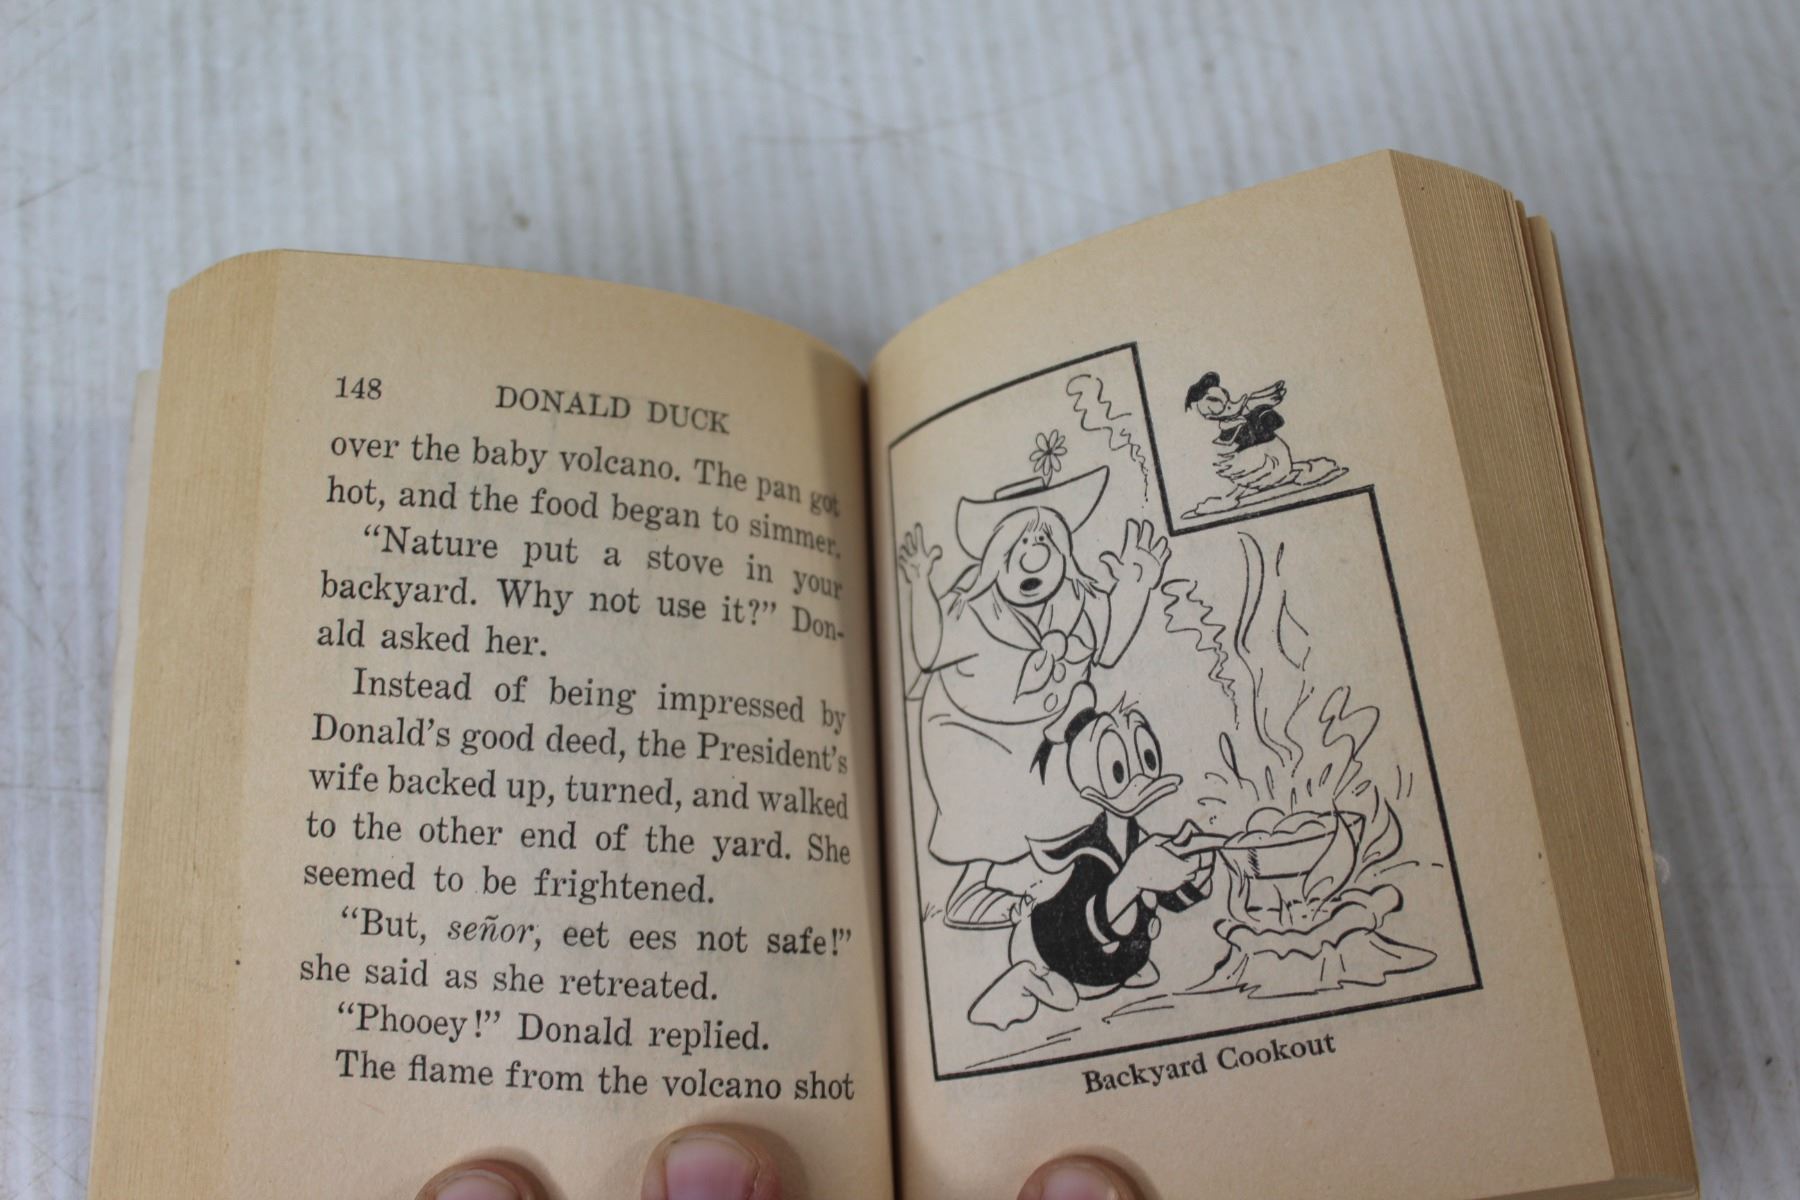 148 DONALD DUCK
over the baby volcano. The pan got
hot, and the food began to simmer.
“Nature put a stove in your
backyard. Why not use it?” Don-
ald asked her.
Instead of being impressed by
Donald’s good deed, the President’s
wife backed up, turned, and walked
to the other end of the yard. She
seemed to be frightened.
“But, señor, eet ees not safe!”
she said as she retreated.
“Phooey!” Donald replied.
The flame from the volcano shot
Backyard Cookout